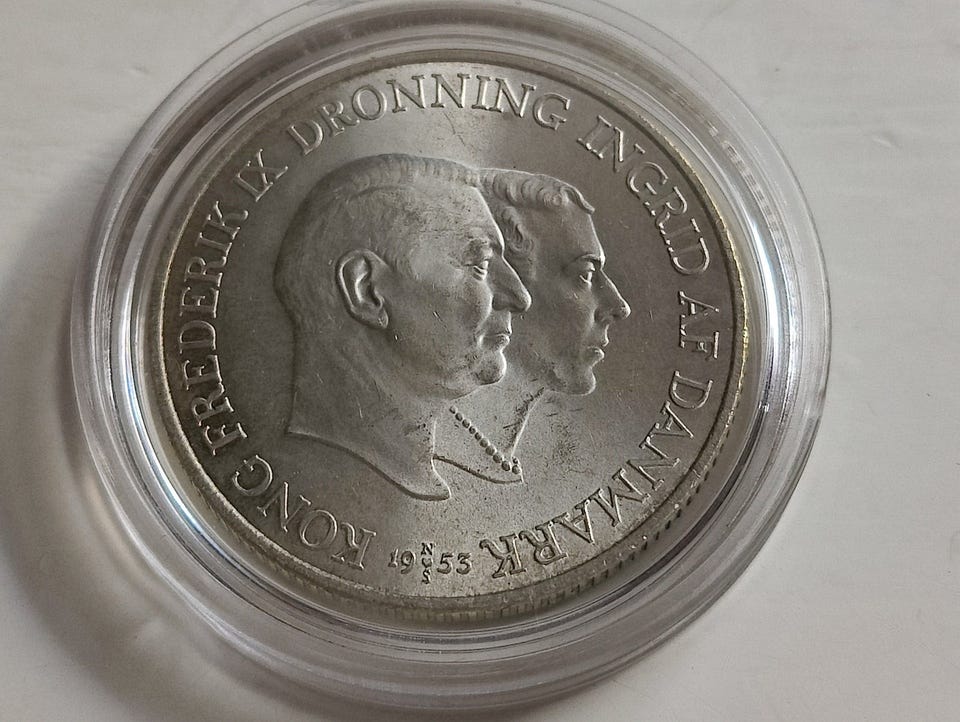 KONG FREDERIK IX DRONNING INGRID AF DANMARK
19 53
N
S